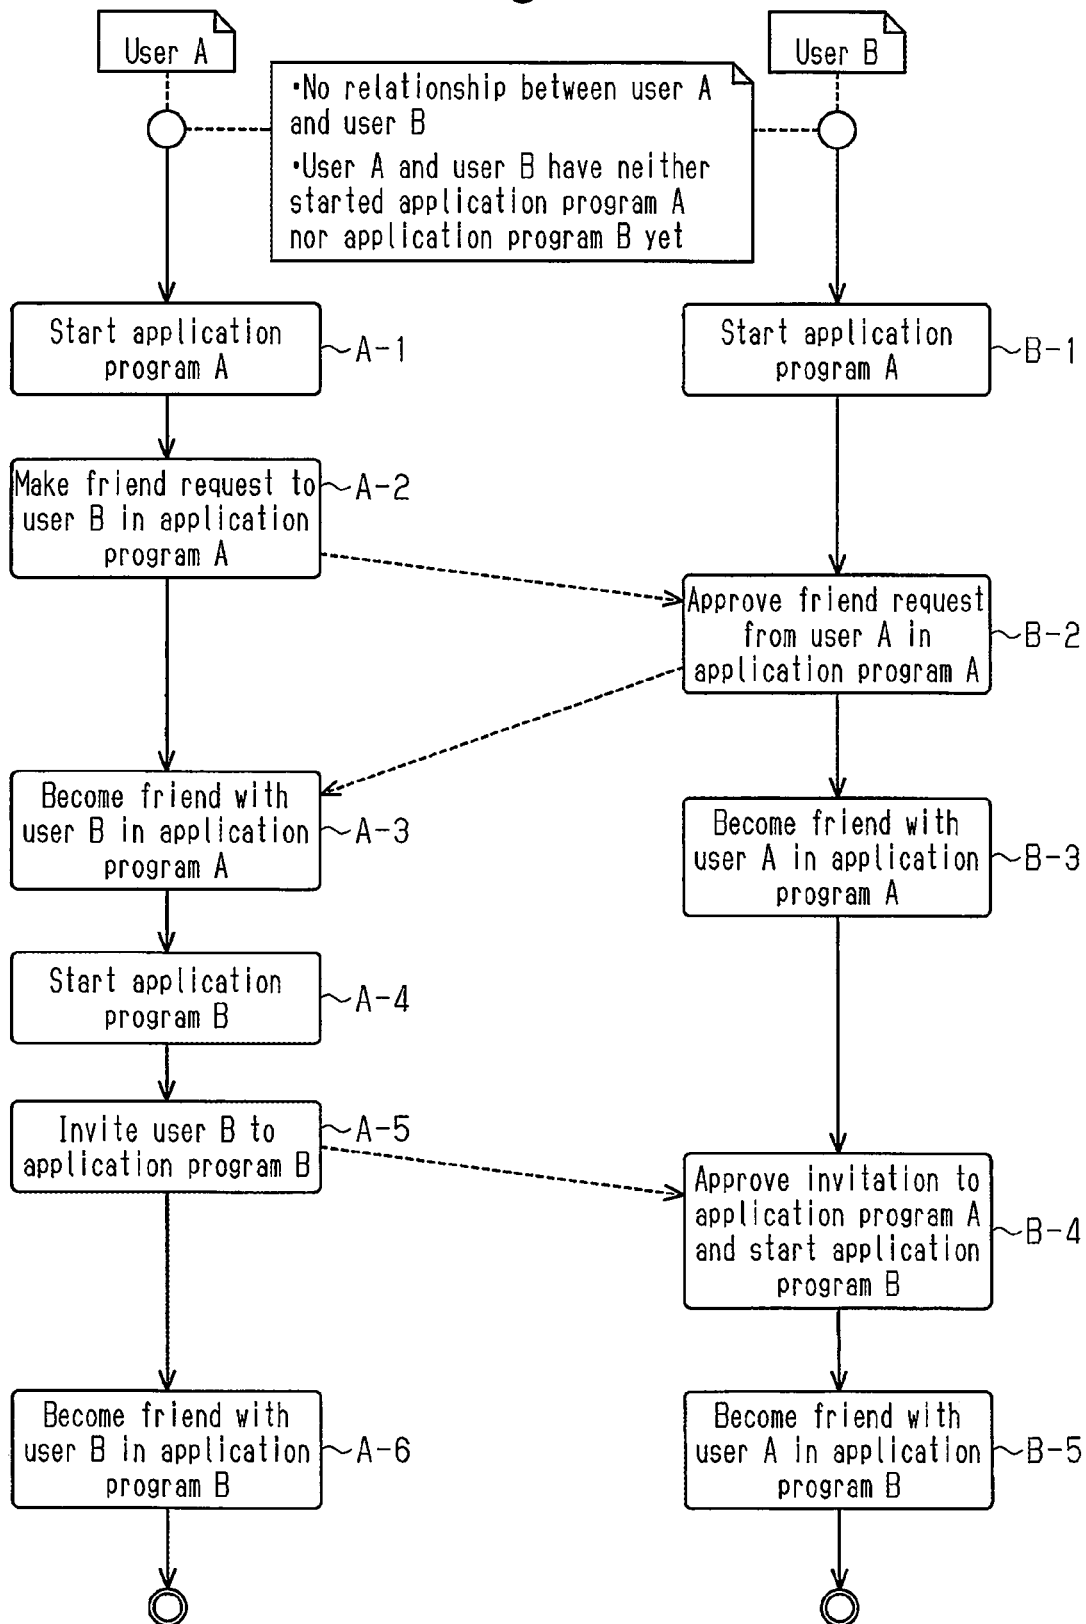 User A
User B
•No relationship between user A
and user B
•User A and user B have neither
started application program A
nor application program B yet
Start application
program A
A-1
Start application
program A
B-1
Make friend request to
user B in application
program A
A-2
Approve friend request
from user A in
application program A
B-2
Become friend with
user B in application
program A
A-3
Become friend with
user A in application
program A
B-3
Start application
program B
A-4
Invite user B to
application program B
A-5
Approve invitation to
application program A
and start application
program B
B-4
Become friend with
user B in application
program B
A-6
Become friend with
user A in application
program B
B-5